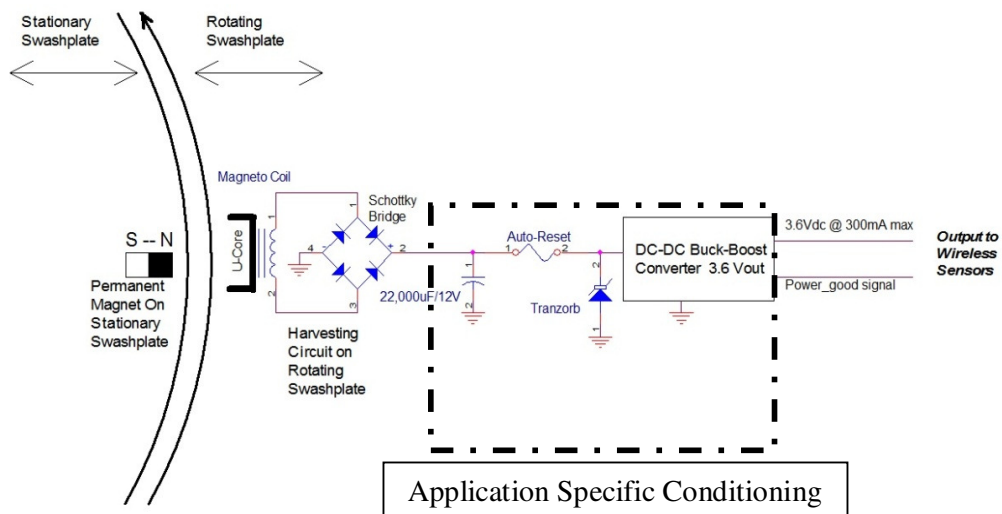 Stationary
Swashplate
Rotating
Swashplate
Magneto Coil
Schottky
Bridge
1
1
U-Core
4
-
+
2
2
3
S -- N
Permanent
Magnet On
Stationary
Swashplate
Harvesting
Circuit on
Rotating
Swashplate
22,000uF/12V
1
2
Auto-Reset
1
2
2
Tranzorb
1
DC-DC Buck-Boost
Converter 3.6 Vout
3.6Vdc @ 300mA max
Power_good signal
Output to
Wireless
Sensors
Application Specific Conditioning